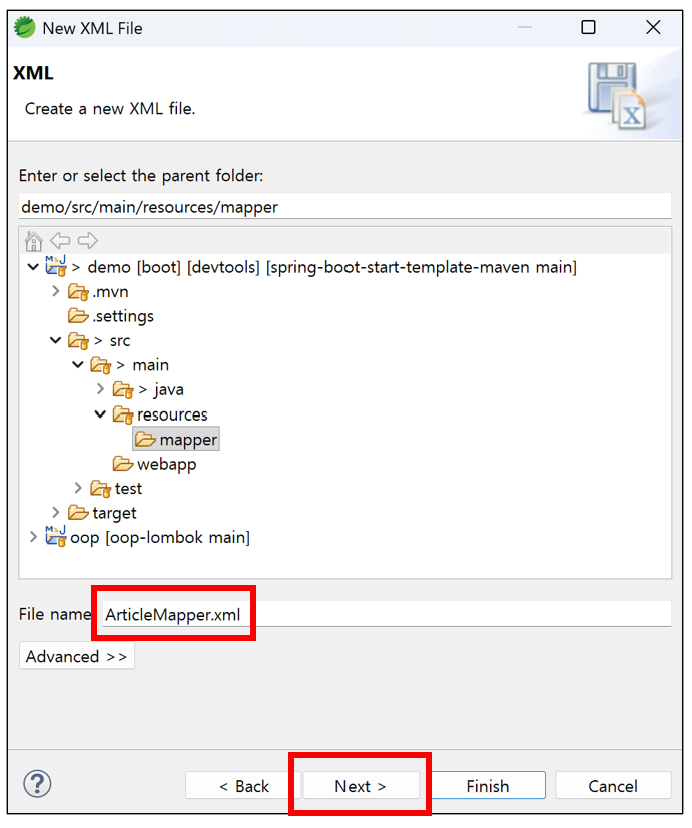 New XML File
XML
Create a new XML file.
Enter or select the parent folder:
demo/src/main/resources/mapper
> demo [boot] [devtools] [spring-boot-start-template-maven main]
.mvn
.settings
> src
> main
> java
resources
mapper
webapp
test
target
oop [oop-lombok main]
File name ArticleMapper.xml
Advanced >>
? < Back Next > Finish Cancel